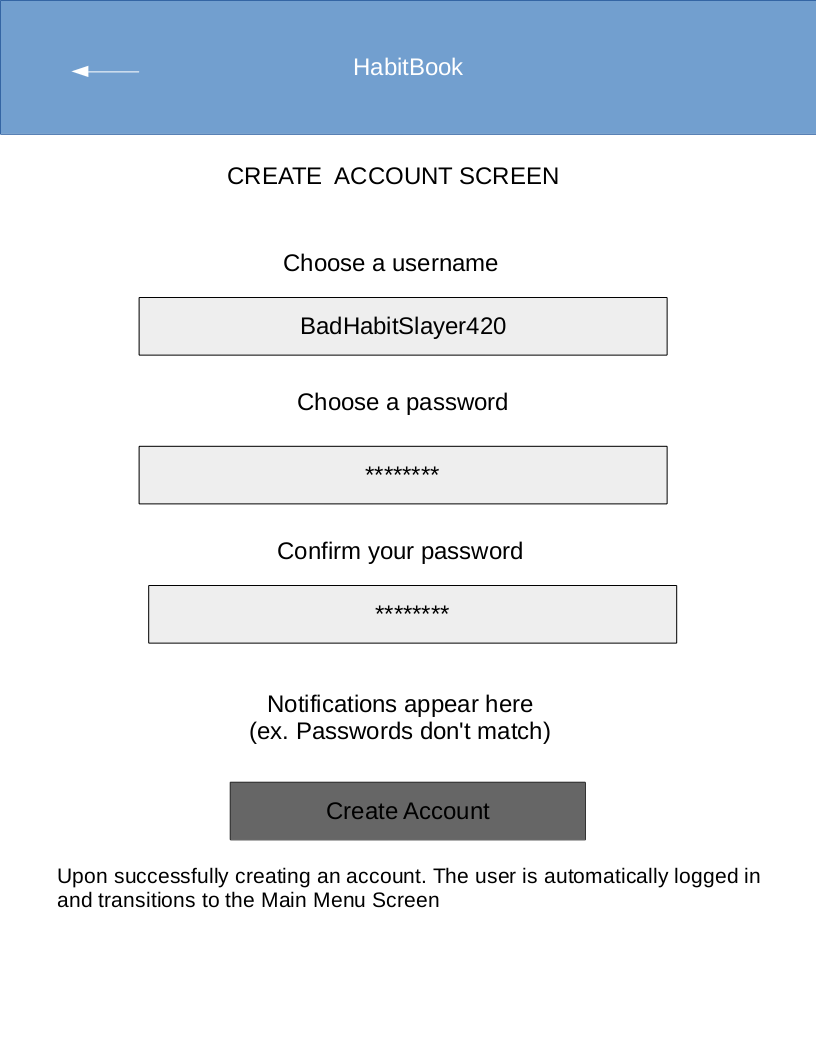 HabitBook
CREATE  ACCOUNT SCREEN
Choose a username
BadHabitSlayer420
Choose a password
********
Confirm your password
********
Notifications appear here
(ex. Passwords don't match)
Create Account
Upon successfully creating an account. The user is automatically logged in
and transitions to the Main Menu Screen